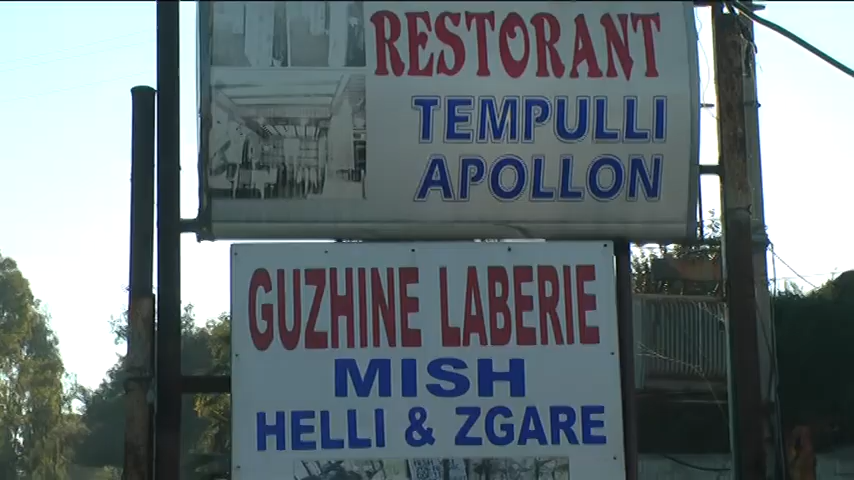 RESTORANT
TEMPULLI
APOLLON
GUZHINE LABERIE
MISH
HELLI & ZGARE